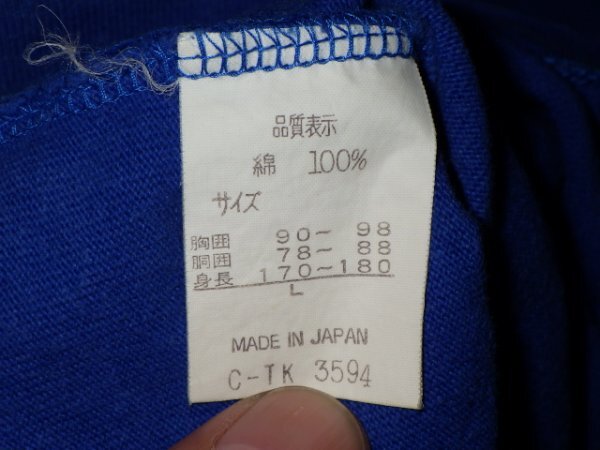 品質表示
綿 100%
サイズ
胸囲 90～ 98
胴囲 78～ 88
身長 170～180
L
MADE IN JAPAN
C-TK 3594